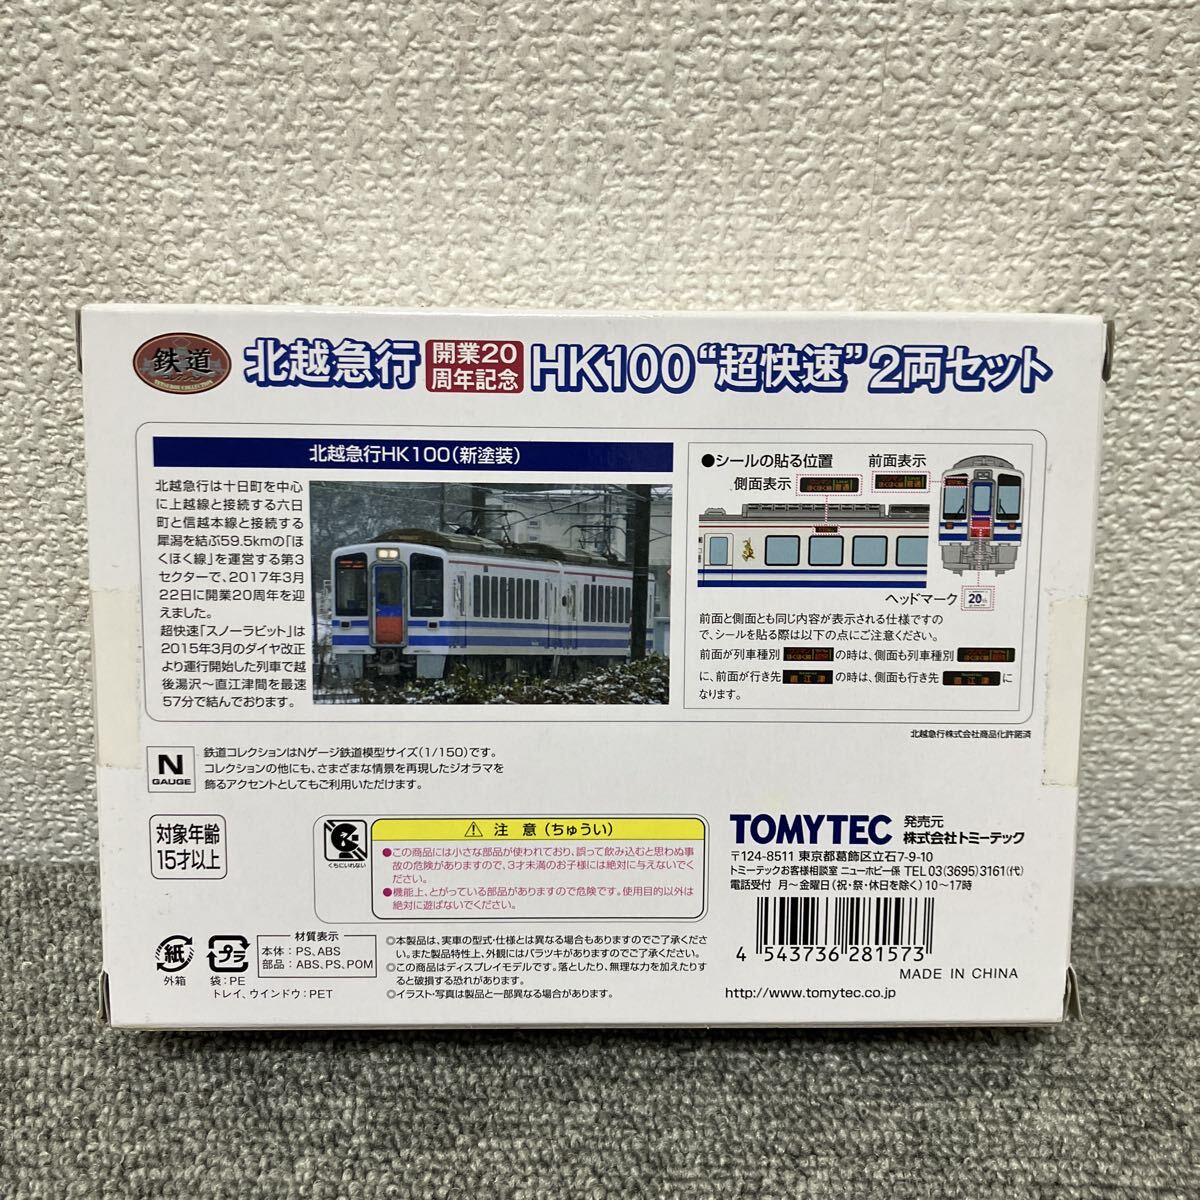 鉄道
TETSUDOU COLLECTION
北越急行 開業20周年記念 HK100“超快速”2両セット
北越急行HK100(新塗装)
北越急行は十日町を中心
に上越線と接続する六日
町と信越本線と接続する
犀潟を結ぶ59.5kmの「ほ
くほく線」を運営する第3
セクターで、2017年3月
22日に開業20周年を迎
えました。
超快速「スノーラビット」は
2015年3月のダイヤ改正
より運行開始した列車で越
後湯沢〜直江津間を最速
57分で結んでおります。
●シールの貼る位置
前面表示
側面表示
ヘッドマーク
20
前面と側面とも同じ内容が表示される仕様ですの
で、シールを貼る際は以下の点にご注意ください。
前面が列車種別 の時は、側面も列車種別
に、前面が行き先 直江津 の時は、側面も行き先 直江津 に
なります。
北越急行株式会社商品化許諾済
N
GAUGE
鉄道コレクションはNゲージ鉄道模型サイズ(1/150)です。
コレクションの他にも、さまざまな情景を再現したジオラマを
飾るアクセントとしてもご利用いただけます。
対象年齢
15才以上
くちにいれない
注 意 (ちゅうい)
●この商品には小さな部品が使われており、誤って飲み込むと思わぬ事
故の危険がありますので、3才未満のお子様には絶対に与えないでく
ださい。
●機能上、とがっている部品がありますので危険です。使用目的以外は
絶対に遊ばないでください。
TOMYTEC
発売元
株式会社トミーテック
〒124-8511 東京都葛飾区立石7-9-10
トミーテックお客様相談室 ニューホビー係 TEL 03(3695)3161(代)
電話受付 月〜金曜日(祝・祭・休日を除く) 10〜17時
4 543736 281573
MADE IN CHINA
http://www.tomytec.co.jp
紙
外箱
プラ
袋:PE
トレイ、ウインドウ:PET
材質表示
本体:PS、ABS
部品:ABS、PS、POM
◎本製品は、実車の型式・仕様とは異なる場合もありますのでご了承くださ
い。また製品特性上、外観にはバラツキがありますのでご了承ください。
◎この商品はディスプレイモデルです。落としたり、無理な力を加えたりす
ると破損する恐れがあります。
◎イラスト・写真は製品と一部異なる場合があります。